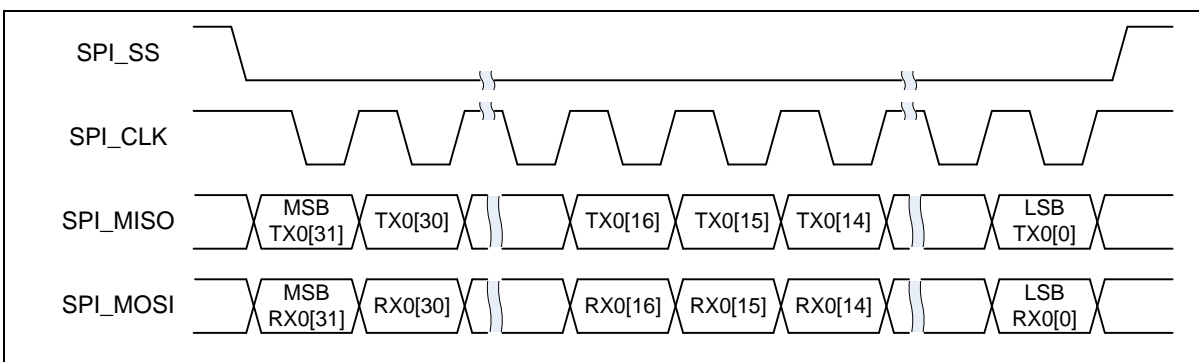 SPI_SS
SPI_CLK
SPI_MISO
MSB
TX0[31]
TX0[30]
TX0[16]
TX0[15]
TX0[14]
LSB
TX0[0]
SPI_MOSI
MSB
RX0[31]
RX0[30]
RX0[16]
RX0[15]
RX0[14]
LSB
RX0[0]